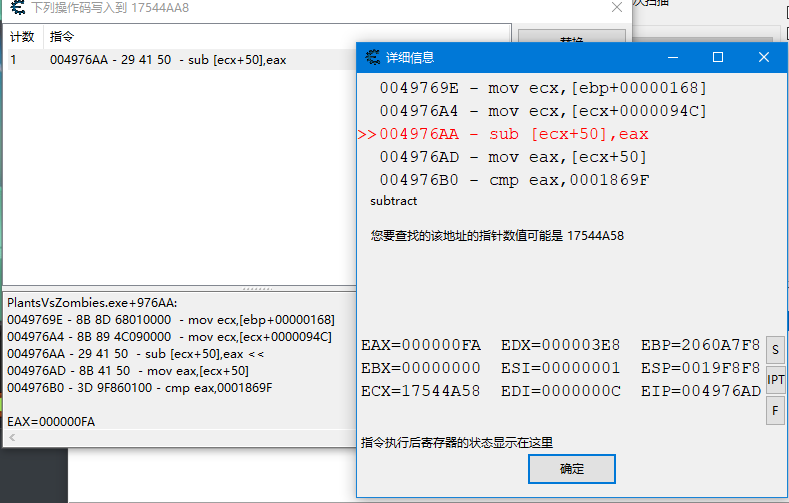 下列操作码写入到 17544AA8
次扫描
计数 指令
替换
1 004976AA - 29 41 50 - sub [ecx+50],eax
详细信息
0049769E - mov ecx,[ebp+00000168]
004976A4 - mov ecx,[ecx+0000094C]
>>004976AA - sub [ecx+50],eax
004976AD - mov eax,[ecx+50]
004976B0 - cmp eax,0001869F
subtract
您要查找的该地址的指针数值可能是 17544A58
PlantsVsZombies.exe+976AA:
0049769E - 8B 8D 68010000 - mov ecx,[ebp+00000168]
004976A4 - 8B 89 4C090000 - mov ecx,[ecx+0000094C]
004976AA - 29 41 50 - sub [ecx+50],eax <<
004976AD - 8B 41 50 - mov eax,[ecx+50]
004976B0 - 3D 9F860100 - cmp eax,0001869F
EAX=000000FA
EAX=000000FA EDX=000003E8 EBP=2060A7F8
EBX=00000000 ESI=00000001 ESP=0019F8F8
ECX=17544A58 EDI=0000000C EIP=004976AD
S
IPT
F
指令执行后寄存器的状态显示在这里
确定